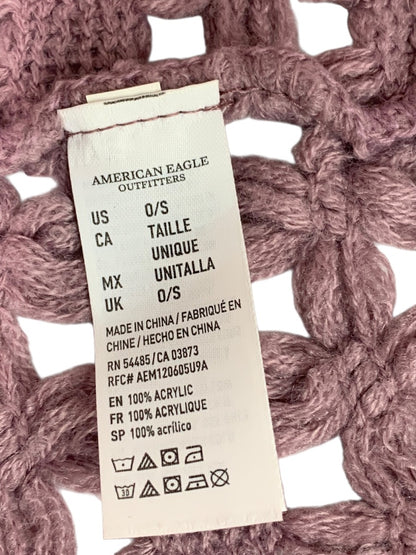 AMERICAN EAGLE
OUTFITTERS
US O/S
CA TAILLE
UNIQUE
MX UNITALLA
UK O/S
MADE IN CHINA / FABRIQUÉ EN
CHINE / HECHO EN CHINA
RN 54485/CA 03873
RFC# AEM120605U9A
EN 100% ACRYLIC
FR 100% ACRYLIQUE
SP 100% acrílico
30